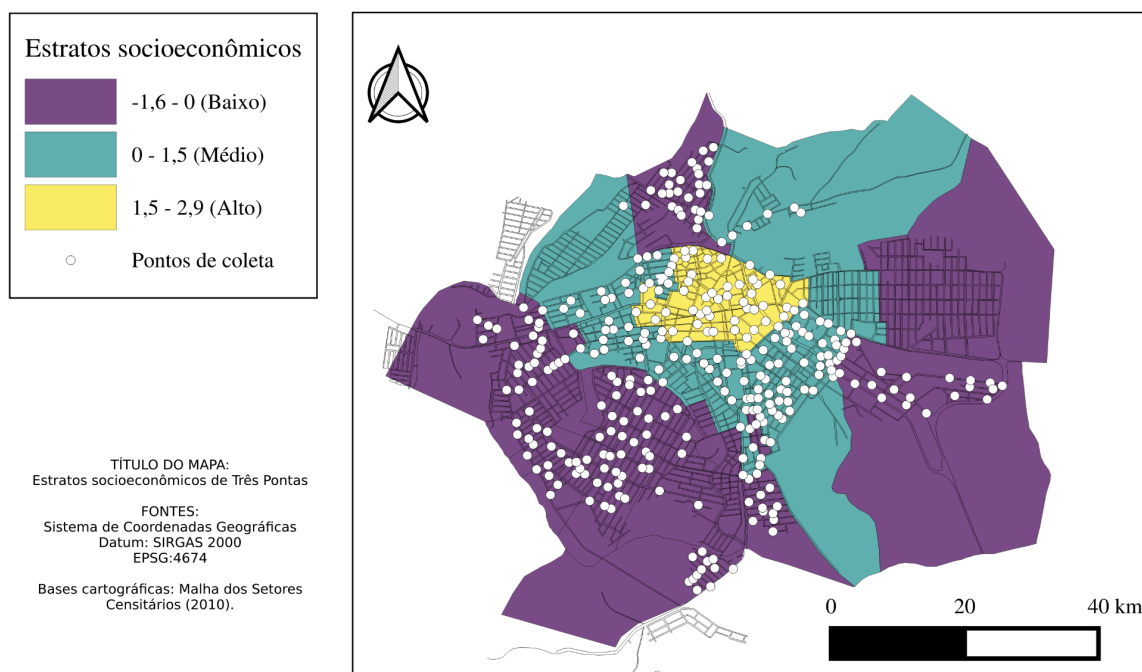 Estratos socioeconômicos
-1,6 - 0 (Baixo)
0 - 1,5 (Médio)
1,5 - 2,9 (Alto)
Pontos de coleta
TÍTULO DO MAPA:
Estratos socioeconômicos de Três Pontas
FONTES:
Sistema de Coordenadas Geográficas
Datum: SIRGAS 2000
EPSG:4674
Bases cartográficas: Malha dos Setores
Censitários (2010).
0 20 40 km